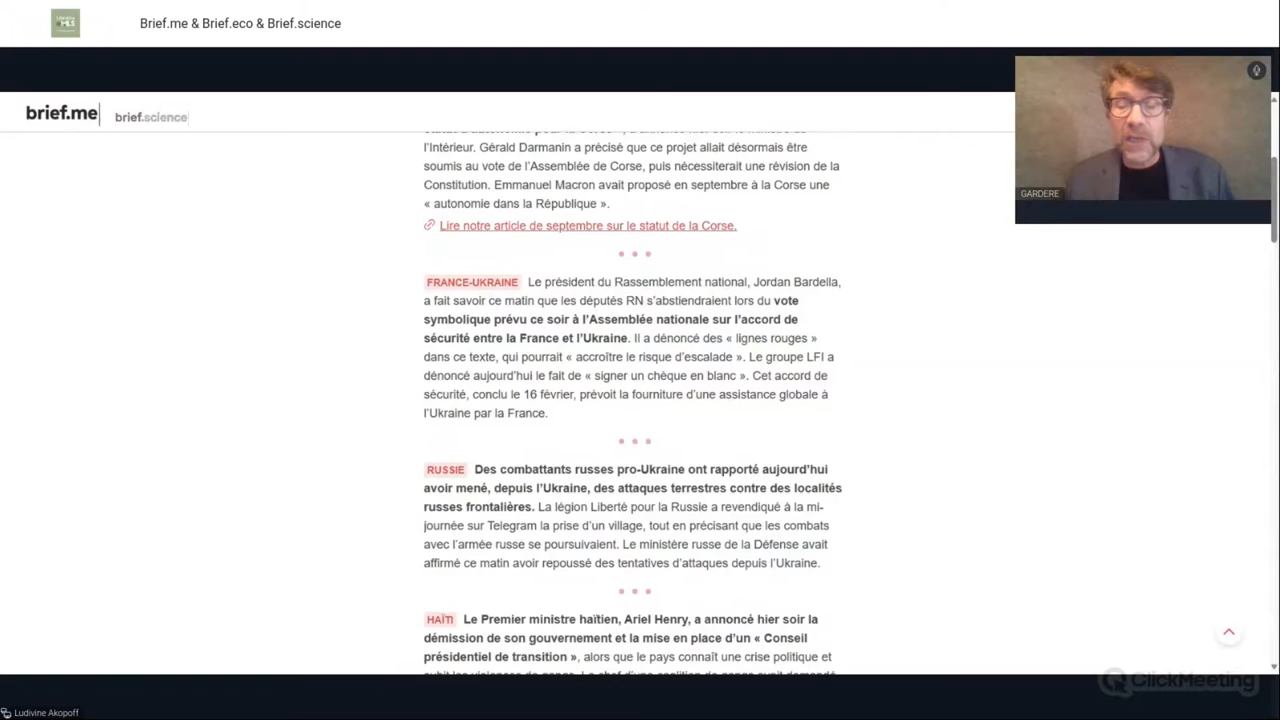 Brief.me & Brief.eco & Brief.science
brief.me
brief.science
GARDERE
l'Intérieur. Gérald Darmanin a précisé que ce projet allait désormais être
soumis au vote de l'Assemblée de Corse, puis nécessiterait une révision de la
Constitution. Emmanuel Macron avait proposé en septembre à la Corse une
« autonomie dans la République ».
Lire notre article de septembre sur le statut de la Corse.
FRANCE-UKRAINE Le président du Rassemblement national, Jordan Bardella,
a fait savoir ce matin que les députés RN s'abstiendraient lors du vote
symbolique prévu ce soir à l'Assemblée nationale sur l'accord de
sécurité entre la France et l'Ukraine. Il a dénoncé des « lignes rouges »
dans ce texte, qui pourrait « accroître le risque d'escalade ». Le groupe LFI a
dénoncé aujourd'hui le fait de « signer un chèque en blanc ». Cet accord de
sécurité, conclu le 16 février, prévoit la fourniture d'une assistance globale à
l'Ukraine par la France.
RUSSIE Des combattants russes pro-Ukraine ont rapporté aujourd'hui
avoir mené, depuis l'Ukraine, des attaques terrestres contre des localités
russes frontalières. La légion Liberté pour la Russie a revendiqué à la mi-
journée sur Telegram la prise d'un village, tout en précisant que les combats
avec l'armée russe se poursuivaient. Le ministère russe de la Défense avait
affirmé ce matin avoir repoussé des tentatives d'attaques depuis l'Ukraine.
HAÏTI Le Premier ministre haïtien, Ariel Henry, a annoncé hier soir la
démission de son gouvernement et la mise en place d'un « Conseil
présidentiel de transition », alors que le pays connaît une crise politique et
ClickMeeting
Ludivine Akopoff